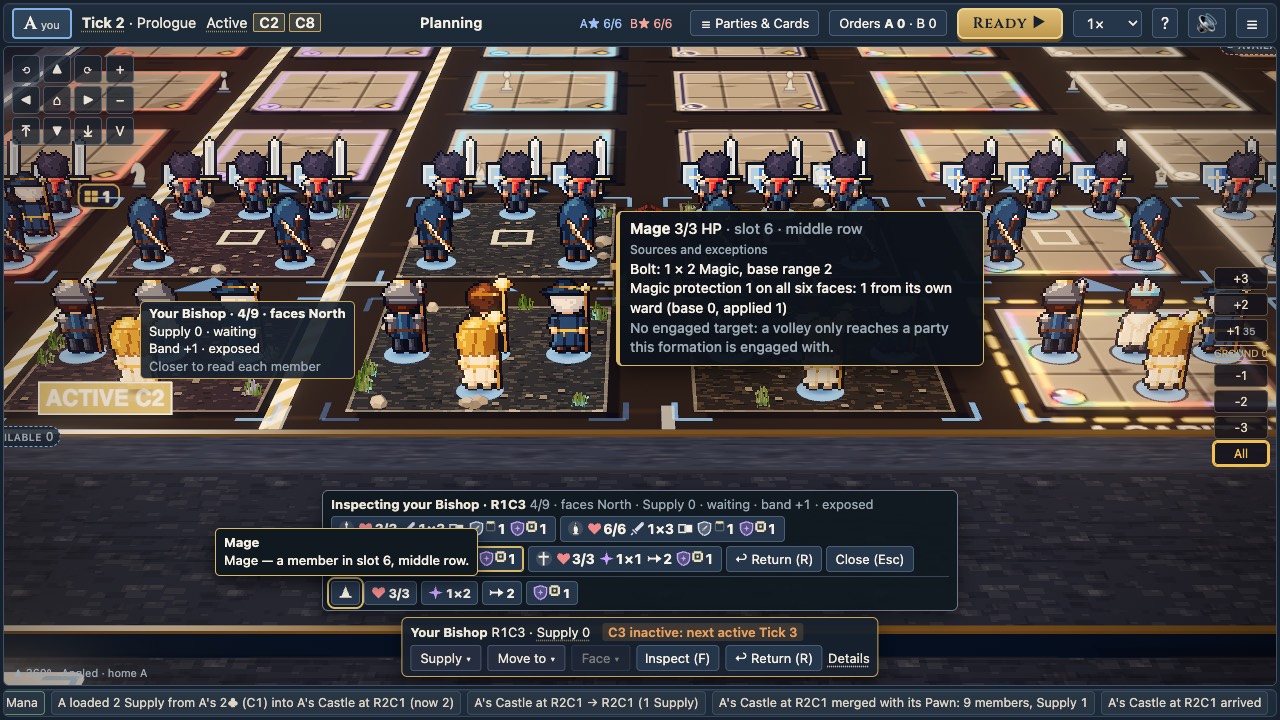 A you
Tick 2 · Prologue
Active C2 C8
Planning
A★ 6/6 B★ 6/6
≡ Parties & Cards
Orders A 0 · B 0
READY ▶
1×
?
≡
V
1
Mage 3/3 HP · slot 6 · middle row
Sources and exceptions
Bolt: 1 × 2 Magic, base range 2
Magic protection 1 on all six faces: 1 from its own
ward (base 0, applied 1)
No engaged target: a volley only reaches a party
this formation is engaged with.
Your Bishop · 4/9 · faces North
Supply 0 · waiting
Band +1 · exposed
Closer to read each member
ACTIVE C2
ILABLE 0
+3
+2
+1 35
GROUND 0
-1
-2
-3
All
Inspecting your Bishop · R1C3 4/9 · faces North · Supply 0 · waiting · band +1 · exposed
1 1
6/6 1×3 1 1
Mage
Mage — a member in slot 6, middle row.
1
3/3 1×1 2 1
↩ Return (R)
Close (Esc)
3/3 1×2 2 1
Your Bishop R1C3 · Supply 0
C3 inactive: next active Tick 3
Supply ▾
Move to ▾
Face ▾
Inspect (F)
↩ Return (R)
Details
home A
Mana
A loaded 2 Supply from A's 2♣ (C1) into A's Castle at R2C1 (now 2)
A's Castle at R2C1 → R2C1 (1 Supply)
A's Castle at R2C1 merged with its Pawn: 9 members, Supply 1
A's Castle at R2C1 arrived